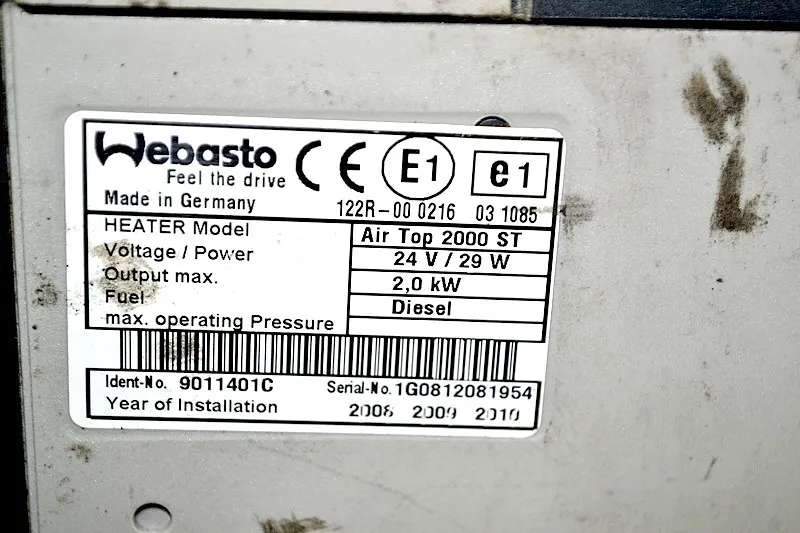 Webasto CE E1 e1
Feel the drive
Made in Germany 122R-00 0216 03 1085
HEATER Model Air Top 2000 ST
Voltage / Power 24 V / 29 W
Output max. 2,0 kW
Fuel Diesel
max. operating Pressure
Ident-No. 9011401C Serial-No. 1G0812081954
Year of Installation 2008 2009 2010